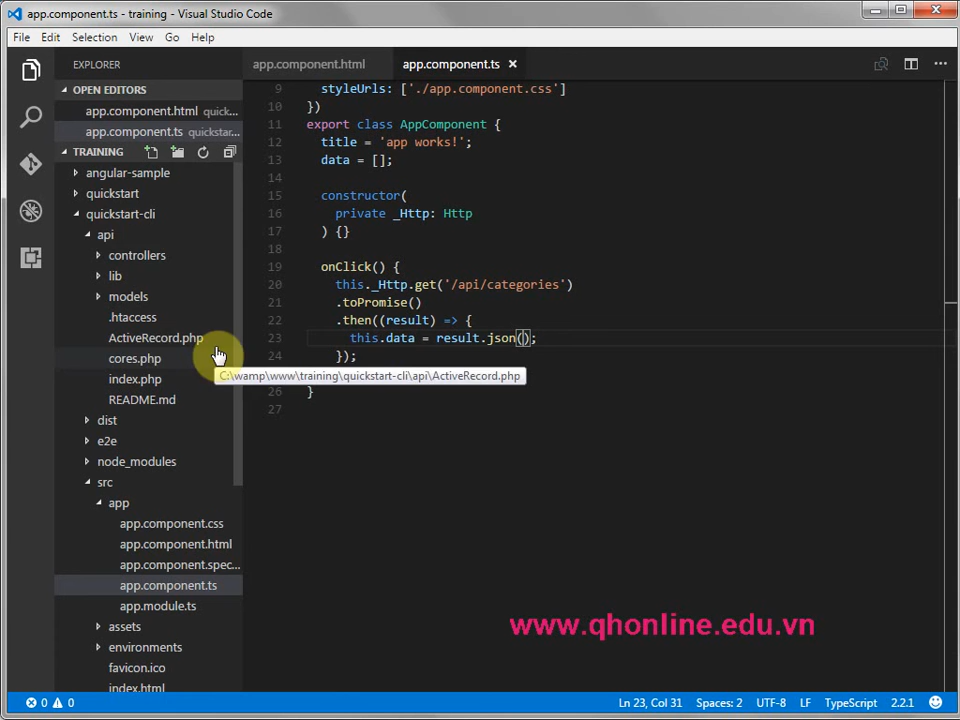 app.component.ts - training - Visual Studio Code
File Edit Selection View Go Help
EXPLORER
OPEN EDITORS
app.component.html quick...
app.component.ts quickstar...
TRAINING
angular-sample
quickstart
quickstart-cli
api
controllers
lib
models
.htaccess
ActiveRecord.php
cores.php
index.php
README.md
dist
e2e
node_modules
src
app
app.component.css
app.component.html
app.component.spec...
app.component.ts
app.module.ts
assets
environments
favicon.ico
index.html
app.component.html app.component.ts
9 styleUrls: ['./app.component.css']
10 })
11 export class AppComponent {
12 title = 'app works!';
13 data = [];
14
15 constructor(
16 private _Http: Http
17 ) {}
18
19 onClick() {
20 this._Http.get('/api/categories')
21 .toPromise()
22 .then((result) => {
23 this.data = result.json();
24 });
C:\wamp\www\training\quickstart-cli\api\ActiveRecord.php
26 }
27
www.qhonline.edu.vn
0 0 Ln 23, Col 31 Spaces: 2 UTF-8 LF TypeScript 2.2.1